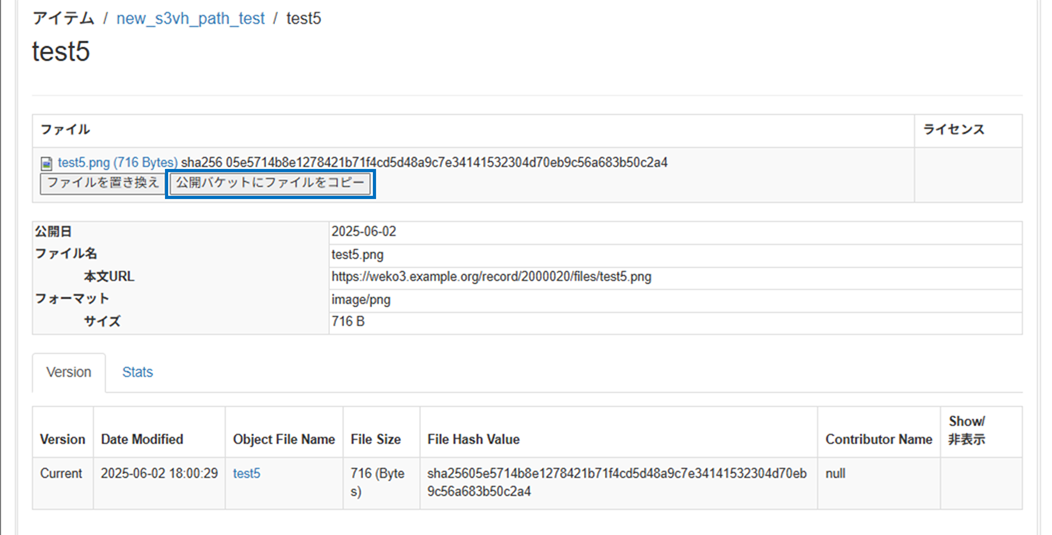 アイテム / new_s3vh_path_test / test5
test5
ファイル ライセンス
test5.png (716 Bytes) sha256 05e5714b8e1278421b71f4cd5d48a9c7e34141532304d70eb9c56a683b50c2a4
ファイルを置き換え 公開バケットにファイルをコピー
公開日 2025-06-02
ファイル名 test5.png
本文URL https://weko3.example.org/record/2000020/files/test5.png
フォーマット image/png
サイズ 716 B
Version Stats
Version Date Modified Object File Name File Size File Hash Value Contributor Name Show/
非表示
Current 2025-06-02 18:00:29 test5 716 (Byte sha25605e5714b8e1278421b71f4cd5d48a9c7e34141532304d70eb null
s) 9c56a683b50c2a4